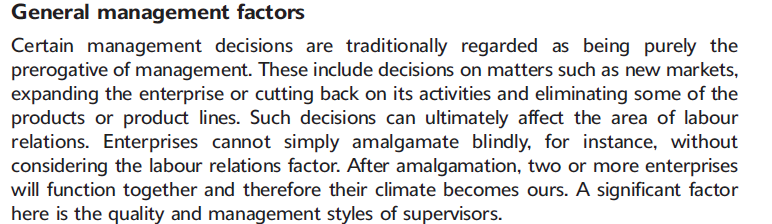 General management factors
Certain management decisions are traditionally regarded as being purely the
prerogative of management. These include decisions on matters such as new markets,
expanding the enterprise or cutting back on its activities and eliminating some of the
products or product lines. Such decisions can ultimately affect the area of labour
relations. Enterprises cannot simply amalgamate blindly, for instance, without
considering the labour relations factor. After amalgamation, two or more enterprises
will function together and therefore their climate becomes ours. A significant factor
here is the quality and management styles of supervisors.